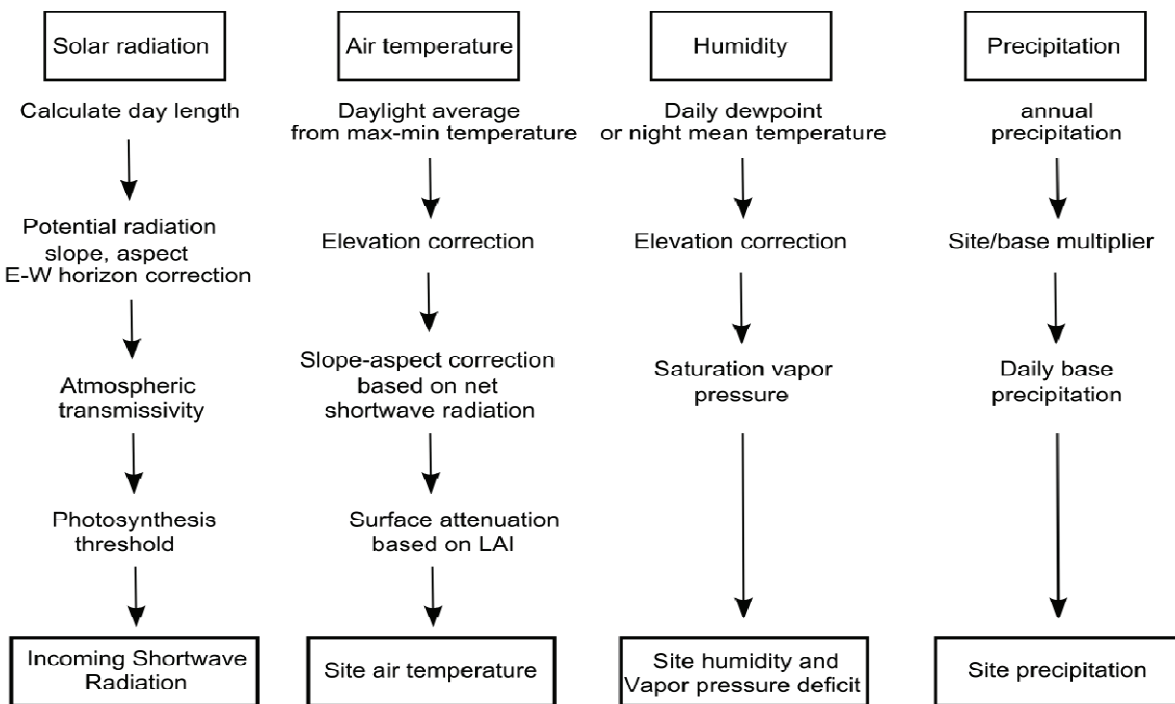 Solar radiation
Air temperature
Humidity
Precipitation
Calculate day length
Daylight average
from max-min temperature
Daily dewpoint
or night mean temperature
annual
precipitation
Potential radiation
slope, aspect
E-W horizon correction
Elevation correction
Elevation correction
Site/base multiplier
Atmospheric
transmissivity
Slope-aspect correction
based on net
shortwave radiation
Saturation vapor
pressure
Daily base
precipitation
Photosynthesis
threshold
Surface attenuation
based on LAI
Incoming Shortwave
Radiation
Site air temperature
Site humidity and
Vapor pressure deficit
Site precipitation